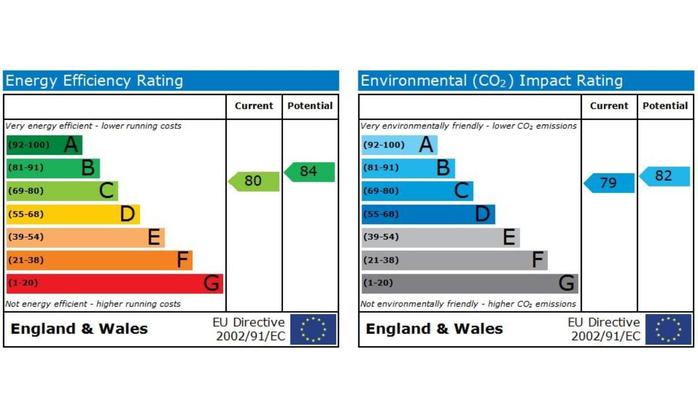 Energy Efficiency Rating
Current Potential
Very energy efficient - lower running costs
(92-100) A
(81-91) B
84
80
(69-80) C
(55-68) D
(39-54) E
(21-38) F
(1-20) G
Not energy efficient - higher running costs
England & Wales
EU Directive
2002/91/EC
Environmental (CO₂) Impact Rating
Current Potential
Very environmentally friendly - lower CO₂ emissions
(92-100) A
(81-91) B
82
79
(69-80) C
(55-68) D
(39-54) E
(21-38) F
(1-20) G
Not environmentally friendly - higher CO₂ emissions
England & Wales
EU Directive
2002/91/EC